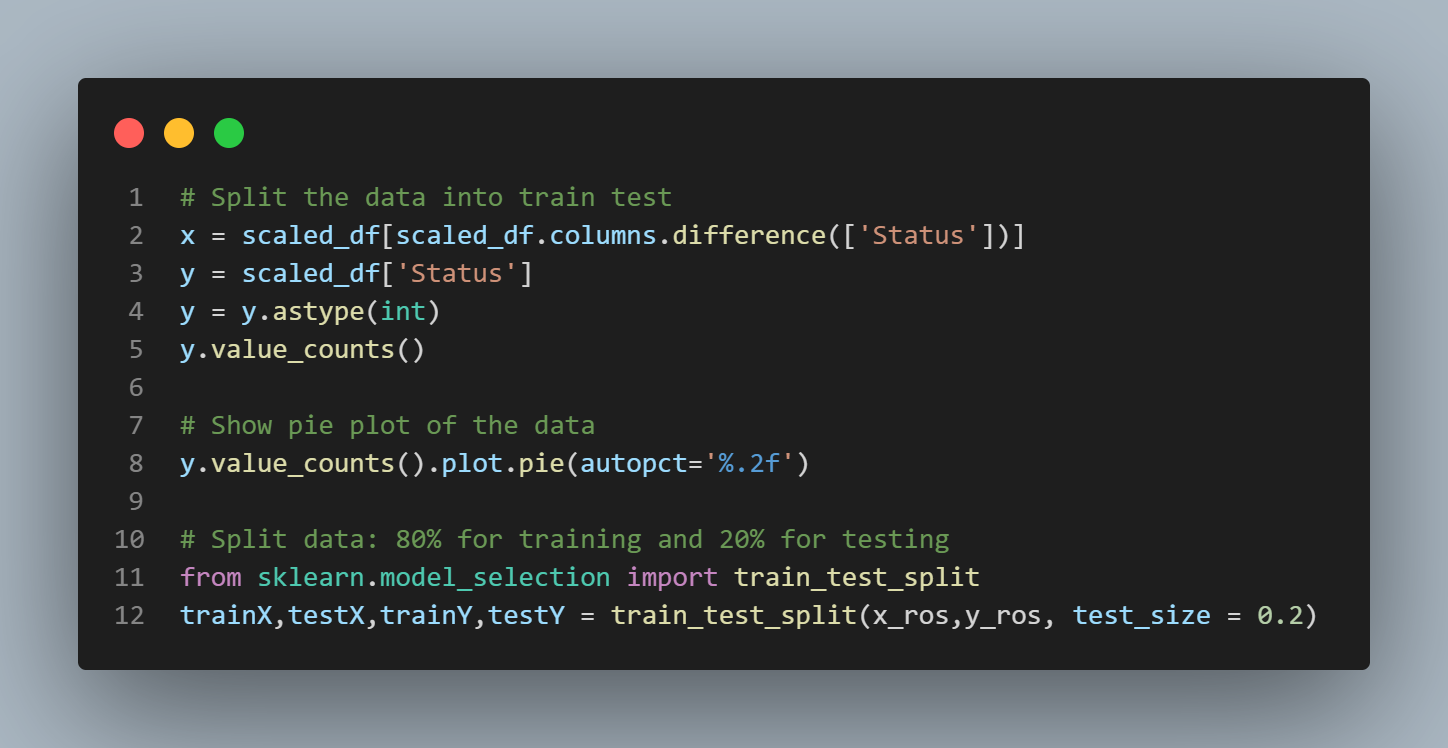 1 # Split the data into train test
2 x = scaled_df[scaled_df.columns.difference(['Status'])]
3 y = scaled_df['Status']
4 y = y.astype(int)
5 y.value_counts()
6
7 # Show pie plot of the data
8 y.value_counts().plot.pie(autopct='%.2f')
9
10 # Split data: 80% for training and 20% for testing
11 from sklearn.model_selection import train_test_split
12 trainX,testX,trainY,testY = train_test_split(x_ros,y_ros, test_size = 0.2)